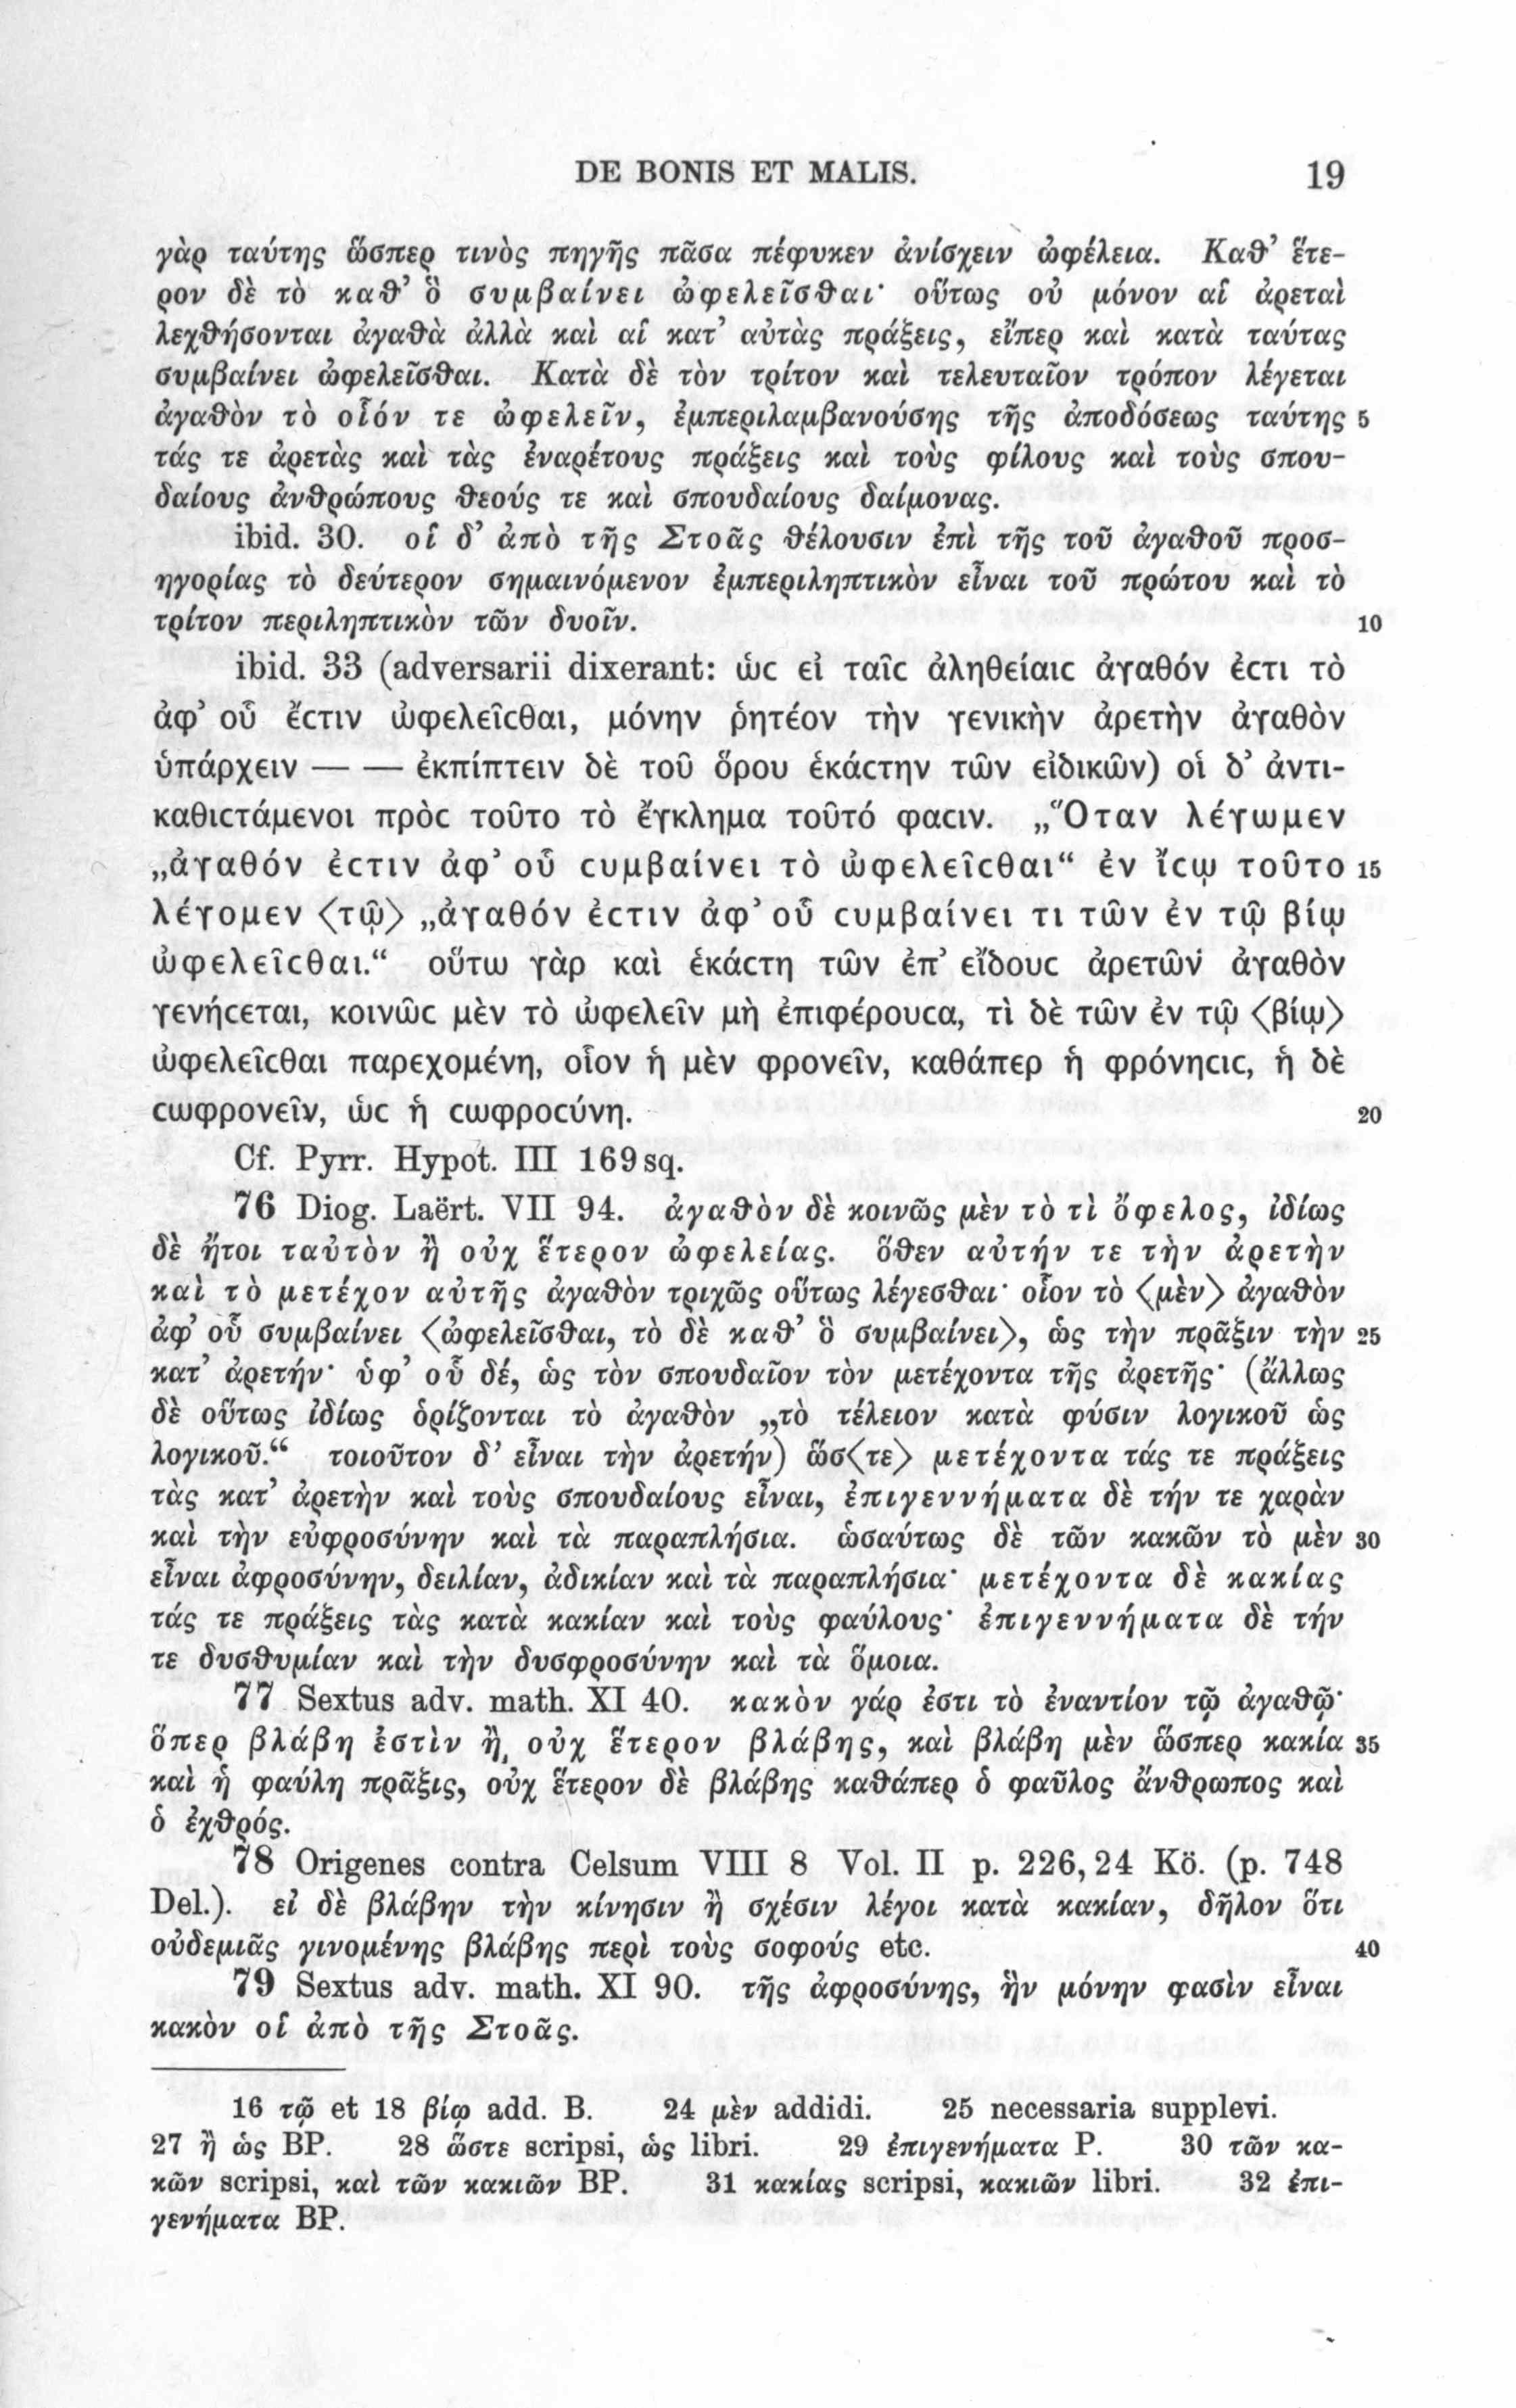 DE BONIS ET MALIS. 19
γὰρ ταύτης ὥσπερ τινὸς πηγῆς πᾶσα πέφυκεν ἀνίσχειν ὠφέλεια. Καθ’ ἕτε-
ρον δὲ τὸ καθ’ ὃ συμβαίνει ὠφελεῖσθαι· οὕτως οὐ μόνον αἱ ἀρεταὶ
λεχθήσονται ἀγαθὰ ἀλλὰ καὶ αἱ κατ’ αὐτὰς πράξεις, εἴπερ καὶ κατὰ ταύτας
συμβαίνει ὠφελεῖσθαι. Κατὰ δὲ τὸν τρίτον καὶ τελευταῖον τρόπον λέγεται
ἀγαθὸν τὸ οἷόν τε ὠφελεῖν, ἐμπεριλαμβανούσης τῆς ἀποδόσεως ταύτης 5
τάς τε ἀρετὰς καὶ τὰς ἐναρέτους πράξεις καὶ τοὺς φίλους καὶ τοὺς σπου-
δαίους ἀνθρώπους θεούς τε καὶ σπουδαίους δαίμονας.
ibid. 30. οἱ δ’ ἀπὸ τῆς Στοᾶς θέλουσιν ἐπὶ τῆς τοῦ ἀγαθοῦ προσ-
ηγορίας τὸ δεύτερον σημαινόμενον ἐμπεριληπτικὸν εἶναι τοῦ πρώτου καὶ τὸ
τρίτον περιληπτικὸν τῶν δυοῖν. 10
ibid. 33 (adversarii dixerant: ὡϲ εἰ ταῖϲ ἀληθείαιϲ ἀγαθόν ἐϲτι τὸ
ἀφ’ οὗ ἔϲτιν ὠφελεῖϲθαι, μόνην ῥητέον τὴν γενικὴν ἀρετὴν ἀγαθὸν
ὑπάρχειν — — ἐκπίπτειν δὲ τοῦ ὅρου ἑκάϲτην τῶν εἰδικῶν) οἱ δ’ ἀντι-
καθιϲτάμενοι πρὸϲ τοῦτο τὸ ἔγκλημα τοῦτό φαϲιν. „Ὅταν λέγωμεν
„ἀγαθόν ἐϲτιν ἀφ’ οὗ ϲυμβαίνει τὸ ὠφελεῖϲθαι“ ἐν ἴϲῳ τοῦτο 15
λέγομεν ⟨τῷ⟩ „ἀγαθόν ἐϲτιν ἀφ’ οὗ ϲυμβαίνει τι τῶν ἐν τῷ βίῳ
ὠφελεῖϲθαι.“ οὕτω γὰρ καὶ ἑκάϲτη τῶν ἐπ’ εἴδουϲ ἀρετῶν ἀγαθὸν
γενήϲεται, κοινῶϲ μὲν τὸ ὠφελεῖν μὴ ἐπιφέρουϲα, τὶ δὲ τῶν ἐν τῷ ⟨βίῳ⟩
ὠφελεῖϲθαι παρεχομένη, οἷον ἡ μὲν φρονεῖν, καθάπερ ἡ φρόνηϲιϲ, ἡ δὲ
ϲωφρονεῖν, ὡϲ ἡ ϲωφροϲύνη. 20
Cf. Pyrr. Hypot. III 169 sq.
76 Diog. Laërt. VII 94. ἀγαθὸν δὲ κοινῶς μὲν τὸ τὶ ὄφελος, ἰδίως
δὲ ἤτοι ταὐτὸν ἢ οὐχ ἕτερον ὠφελείας. ὅθεν αὐτήν τε τὴν ἀρετὴν
καὶ τὸ μετέχον αὐτῆς ἀγαθὸν τριχῶς οὕτως λέγεσθαι· οἷον τὸ ⟨μὲν⟩ ἀγαθὸν
ἀφ’ οὗ συμβαίνει ⟨ὠφελεῖσθαι, τὸ δὲ καθ’ ὃ συμβαίνει⟩, ὡς τὴν πρᾶξιν τὴν 25
κατ’ ἀρετήν· ὑφ’ οὗ δέ, ὡς τὸν σπουδαῖον τὸν μετέχοντα τῆς ἀρετῆς· (ἄλλως
δὲ οὕτως ἰδίως ὁρίζονται τὸ ἀγαθὸν „τὸ τέλειον κατὰ φύσιν λογικοῦ ὡς
λογικοῦ.“ τοιοῦτον δ’ εἶναι τὴν ἀρετήν) ὥσ⟨τε⟩ μετέχοντα τάς τε πράξεις
τὰς κατ’ ἀρετὴν καὶ τοὺς σπουδαίους εἶναι, ἐπιγεννήματα δὲ τήν τε χαρὰν
καὶ τὴν εὐφροσύνην καὶ τὰ παραπλήσια. ὡσαύτως δὲ τῶν κακῶν τὸ μὲν 30
εἶναι ἀφροσύνην, δειλίαν, ἀδικίαν καὶ τὰ παραπλήσια· μετέχοντα δὲ κακίας
τάς τε πράξεις τὰς κατὰ κακίαν καὶ τοὺς φαύλους· ἐπιγεννήματα δὲ τήν
τε δυσθυμίαν καὶ τὴν δυσφροσύνην καὶ τὰ ὅμοια.
77 Sextus adv. math. XI 40. κακὸν γάρ ἐστι τὸ ἐναντίον τῷ ἀγαθῷ·
ὅπερ βλάβη ἐστὶν ἢ οὐχ ἕτερον βλάβης, καὶ βλάβη μὲν ὥσπερ κακία 35
καὶ ἡ φαύλη πρᾶξις, οὐχ ἕτερον δὲ βλάβης καθάπερ ὁ φαῦλος ἄνθρωπος καὶ
ὁ ἐχθρός.
78 Origenes contra Celsum VIII 8 Vol. II p. 226,24 Kö. (p. 748
Del.). εἰ δὲ βλάβην τὴν κίνησιν ἢ σχέσιν λέγοι κατὰ κακίαν, δῆλον ὅτι
οὐδεμιᾶς γινομένης βλάβης περὶ τοὺς σοφούς etc. 40
79 Sextus adv. math. XI 90. τῆς ἀφροσύνης, ἣν μόνην φασὶν εἶναι
κακὸν οἱ ἀπὸ τῆς Στοᾶς.
16 τῷ et 18 βίῳ add. B. 24 μὲν addidi. 25 necessaria supplevi.
27 ἢ ὡς BP. 28 ὥστε scripsi, ὡς libri. 29 ἐπιγενήματα P. 30 τῶν κα-
κῶν scripsi, καὶ τῶν κακιῶν BP. 31 κακίας scripsi, κακιῶν libri. 32 ἐπι-
γενήματα BP.